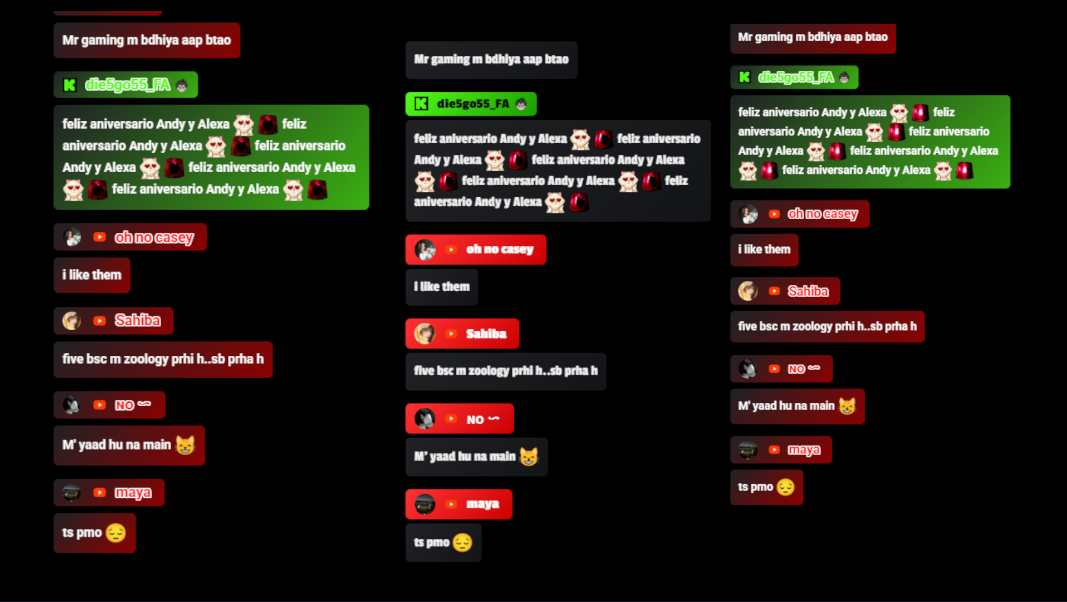 Mr gaming m bdhiya aap btao
die5go55_FA
feliz aniversario Andy y Alexa feliz
aniversario Andy y Alexa feliz aniversario
Andy y Alexa feliz aniversario Andy y Alexa
feliz aniversario Andy y Alexa
oh no casey
i like them
Sahiba
five bsc m zoology prhi h..sb prha h
NO
M' yaad hu na main 😸
maya
ts pmo 😔
Mr gaming m bdhiya aap btao
die5go55_FA
feliz aniversario Andy y Alexa feliz aniversario
Andy y Alexa feliz aniversario Andy y Alexa
feliz aniversario Andy y Alexa feliz
aniversario Andy y Alexa
oh no casey
i like them
Sahiba
five bsc m zoology prhi h..sb prha h
NO
M' yaad hu na main 😸
maya
ts pmo 😔
Mr gaming m bdhiya aap btao
die5go55_FA
feliz aniversario Andy y Alexa feliz
aniversario Andy y Alexa feliz aniversario
Andy y Alexa feliz aniversario Andy y Alexa
feliz aniversario Andy y Alexa
oh no casey
i like them
Sahiba
five bsc m zoology prhi h..sb prha h
NO
M' yaad hu na main 😸
maya
ts pmo 😔